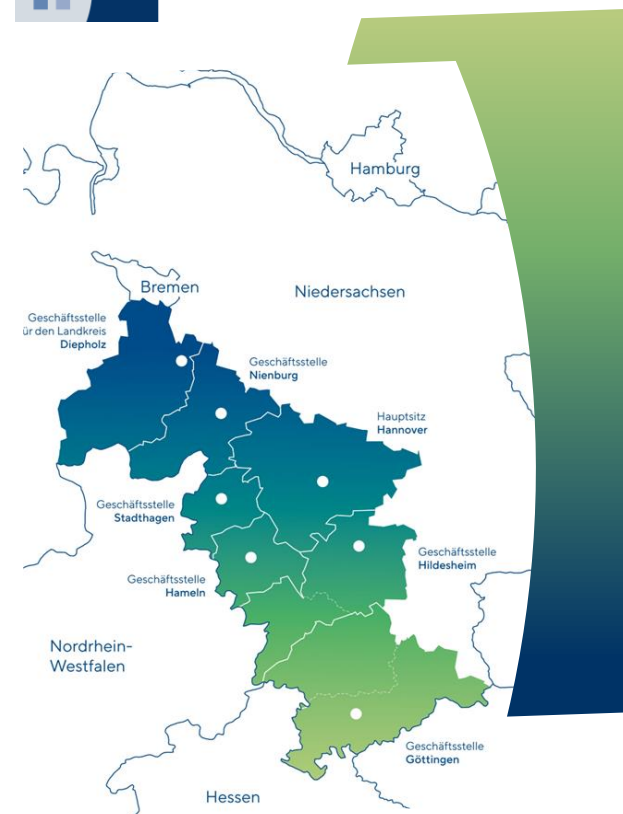 Hamburg
Bremen
Niedersachsen
Geschäftsstelle
ür den Landkreis
Diepholz
Geschäftsstelle
Nienburg
Hauptsitz
Hannover
Geschäftsstelle
Stadthagen
Geschäftsstelle
Hildesheim
Geschäftsstelle
Hameln
Nordrhein-
Westfalen
Geschäftsstelle
Göttingen
Hessen